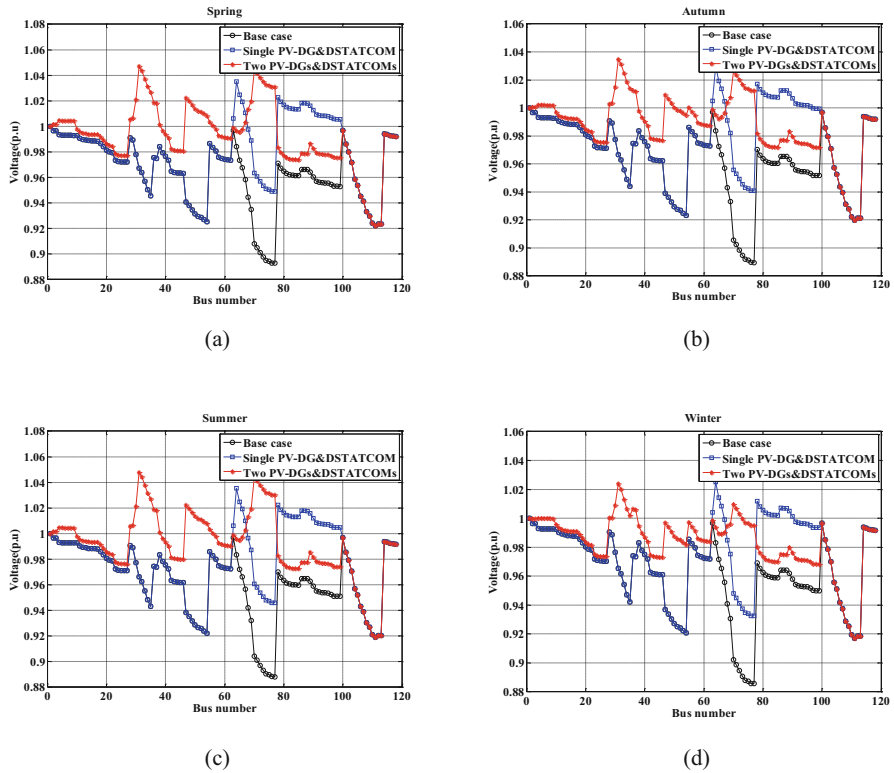 Spring
1.08
1.06
1.04
1.02
1
0.98
0.96
0.94
0.92
0.9
0.88
Voltage(p.u)
Base case
Single PV-DG&DSTATCOM
Two PV-DGs&DSTATCOMs
0 20 40 60 80 100 120
Bus number
(a)
Autumn
1.06
1.04
1.02
1
0.98
0.96
0.94
0.92
0.9
0.88
Voltage(p.u)
Base case
Single PV-DG&DSTATCOM
Two PV-DGs&DSTATCOMs
0 20 40 60 80 100 120
Bus number
(b)
Summer
1.08
1.06
1.04
1.02
1
0.98
0.96
0.94
0.92
0.9
0.88
Voltage(p.u)
Base case
Single PV-DG&DSTATCOM
Two PV-DGs&DSTATCOMs
0 20 40 60 80 100 120
Bus number
(c)
Winter
1.06
1.04
1.02
1
0.98
0.96
0.94
0.92
0.9
0.88
Voltage(p.u)
Base case
Single PV-DG&DSTATCOM
Two PV-DGs&DSTATCOMs
0 20 40 60 80 100 120
Bus number
(d)